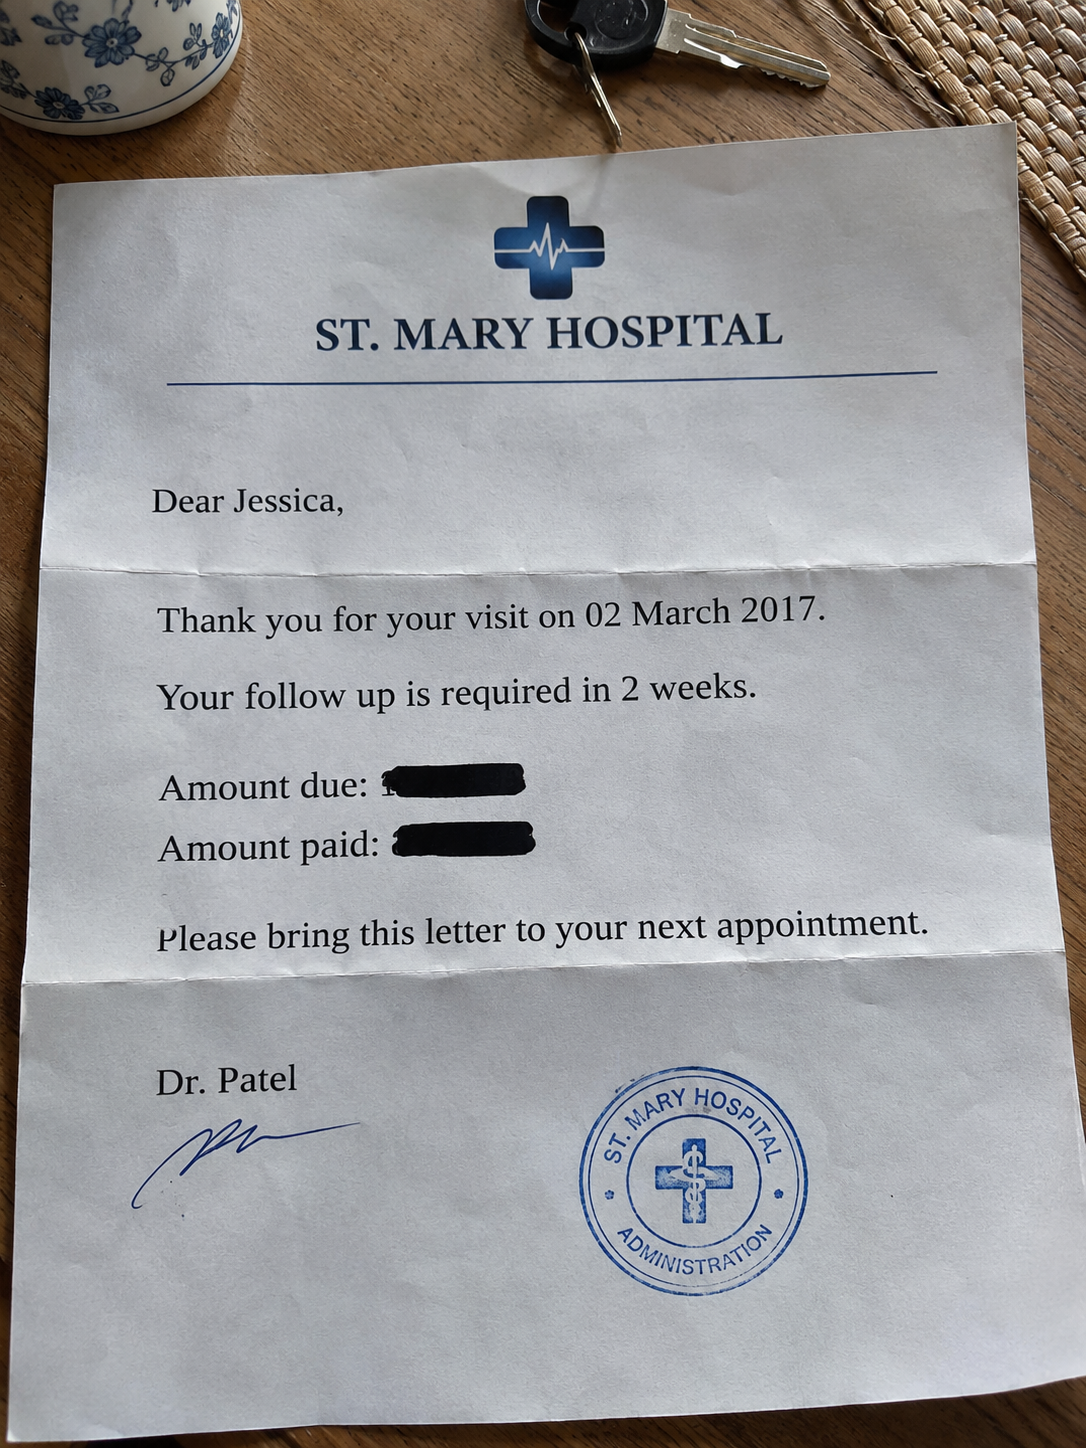 ST. MARY HOSPITAL
Dear Jessica,
Thank you for your visit on 02 March 2017.
Your follow up is required in 2 weeks.
Amount due:
Amount paid:
Please bring this letter to your next appointment.
Dr. Patel
ST. MARY HOSPITAL
ADMINISTRATION